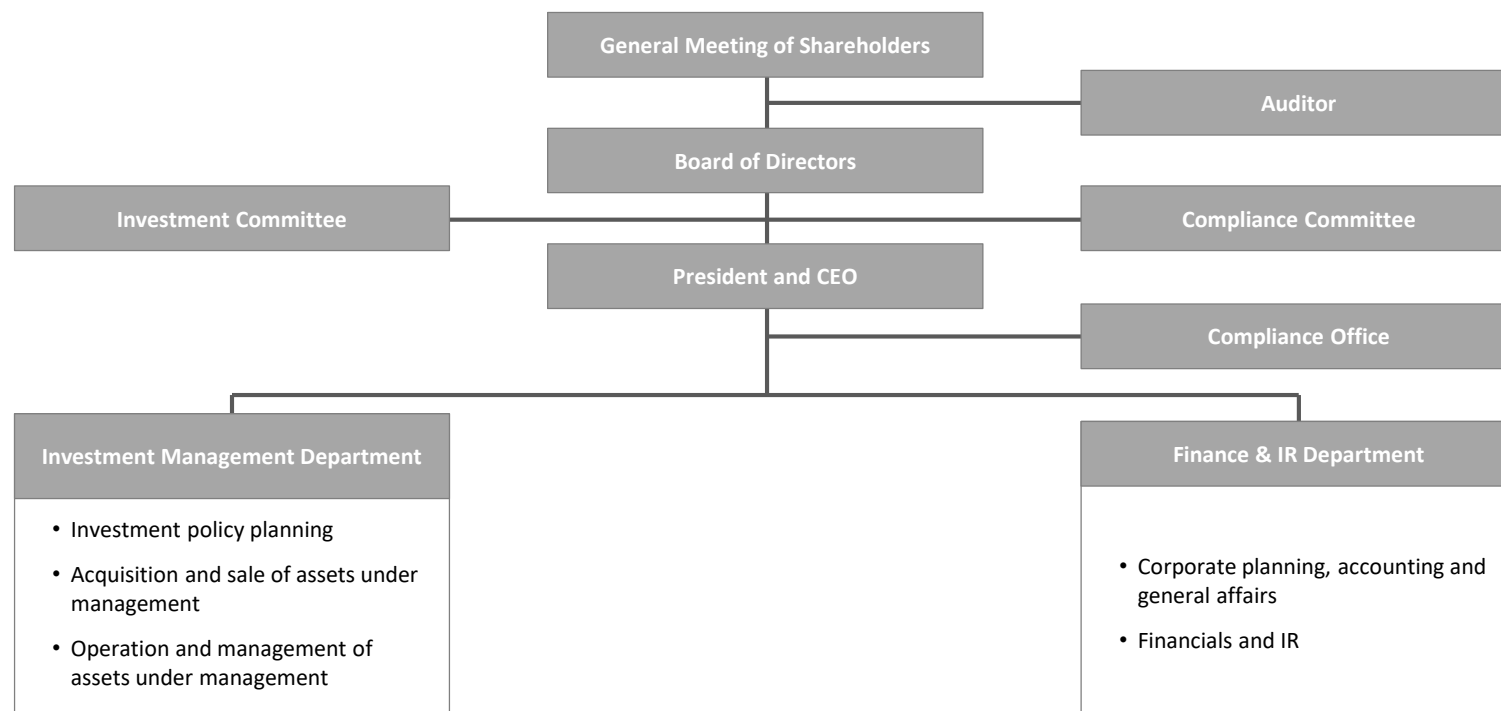 General Meeting of Shareholders
Auditor
Board of Directors
Investment Committee
Compliance Committee
President and CEO
Compliance Office
Investment Management Department
• Investment policy planning
• Acquisition and sale of assets under
management
• Operation and management of
assets under management
Finance & IR Department
• Corporate planning, accounting and
general affairs
• Financials and IR